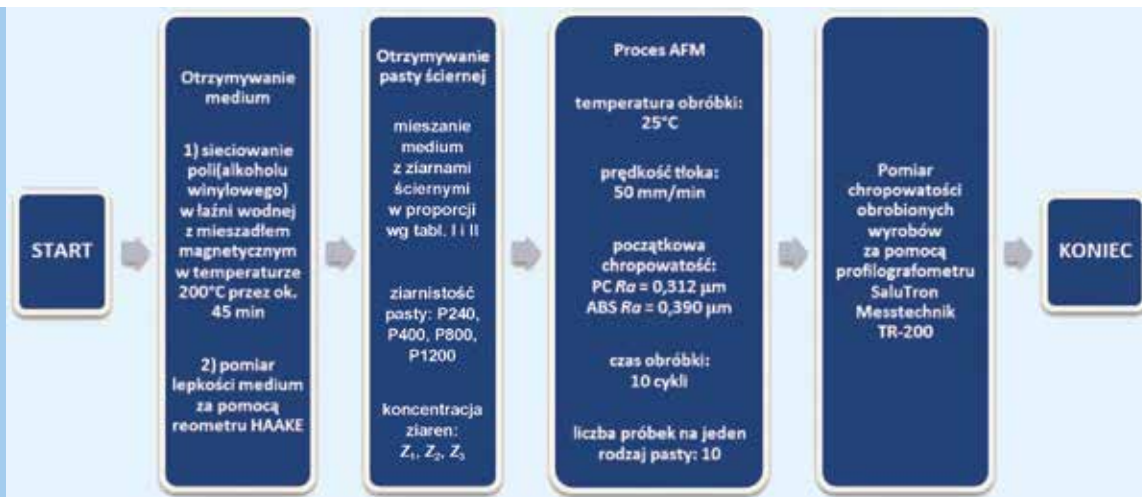 START
Otrzymywanie
medium
1) sieciowanie
poli(alkoholu
winylowego)
w łaźni wodnej
z mieszadłem
magnetycznym
w temperaturze
200°C przez ok.
45 min
2) pomiar
lepkości medium
za pomocą
reometru HAAKE
Otrzymywanie
pasty ściernej
mieszanie
medium
z ziarnami
ściernymi
w proporcji
wg tabl. I i II
ziarnistość
pasty: P240,
P400, P800,
P1200
koncentracja
ziaren:
Z₁, Z₂, Z₃
Proces AFM
temperatura obróbki:
25°C
prędkość tłoka:
50 mm/min
początkowa
chropowatość:
PC Ra = 0,312 µm
ABS Ra = 0,390 µm
czas obróbki:
10 cykli
liczba próbek na jeden
rodzaj pasty: 10
Pomiar
chropowatości
obrobionych
wyrobów
za pomocą
profilografometru
SaluTron
Messtechnik
TR-200
KONIEC